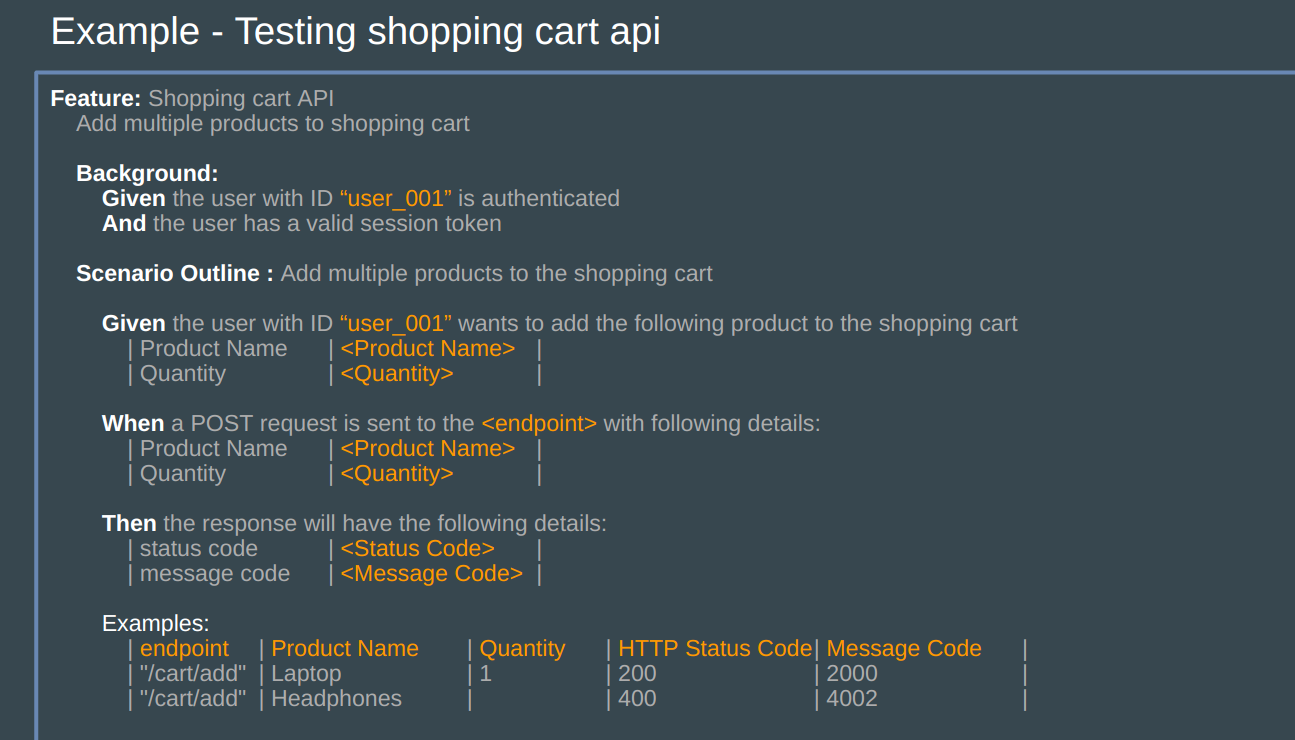 Example - Testing shopping cart api
Feature: Shopping cart API
Add multiple products to shopping cart
Background:
Given the user with ID “user_001” is authenticated
And the user has a valid session token
Scenario Outline : Add multiple products to the shopping cart
Given the user with ID “user_001” wants to add the following product to the shopping cart
| Product Name | <Product Name> |
| Quantity | <Quantity> |
When a POST request is sent to the <endpoint> with following details:
| Product Name | <Product Name> |
| Quantity | <Quantity> |
Then the response will have the following details:
| status code | <Status Code> |
| message code | <Message Code> |
Examples:
| endpoint | Product Name | Quantity | HTTP Status Code| Message Code |
| "/cart/add" | Laptop | 1 | 200 | 2000 |
| "/cart/add" | Headphones | | 400 | 4002 |